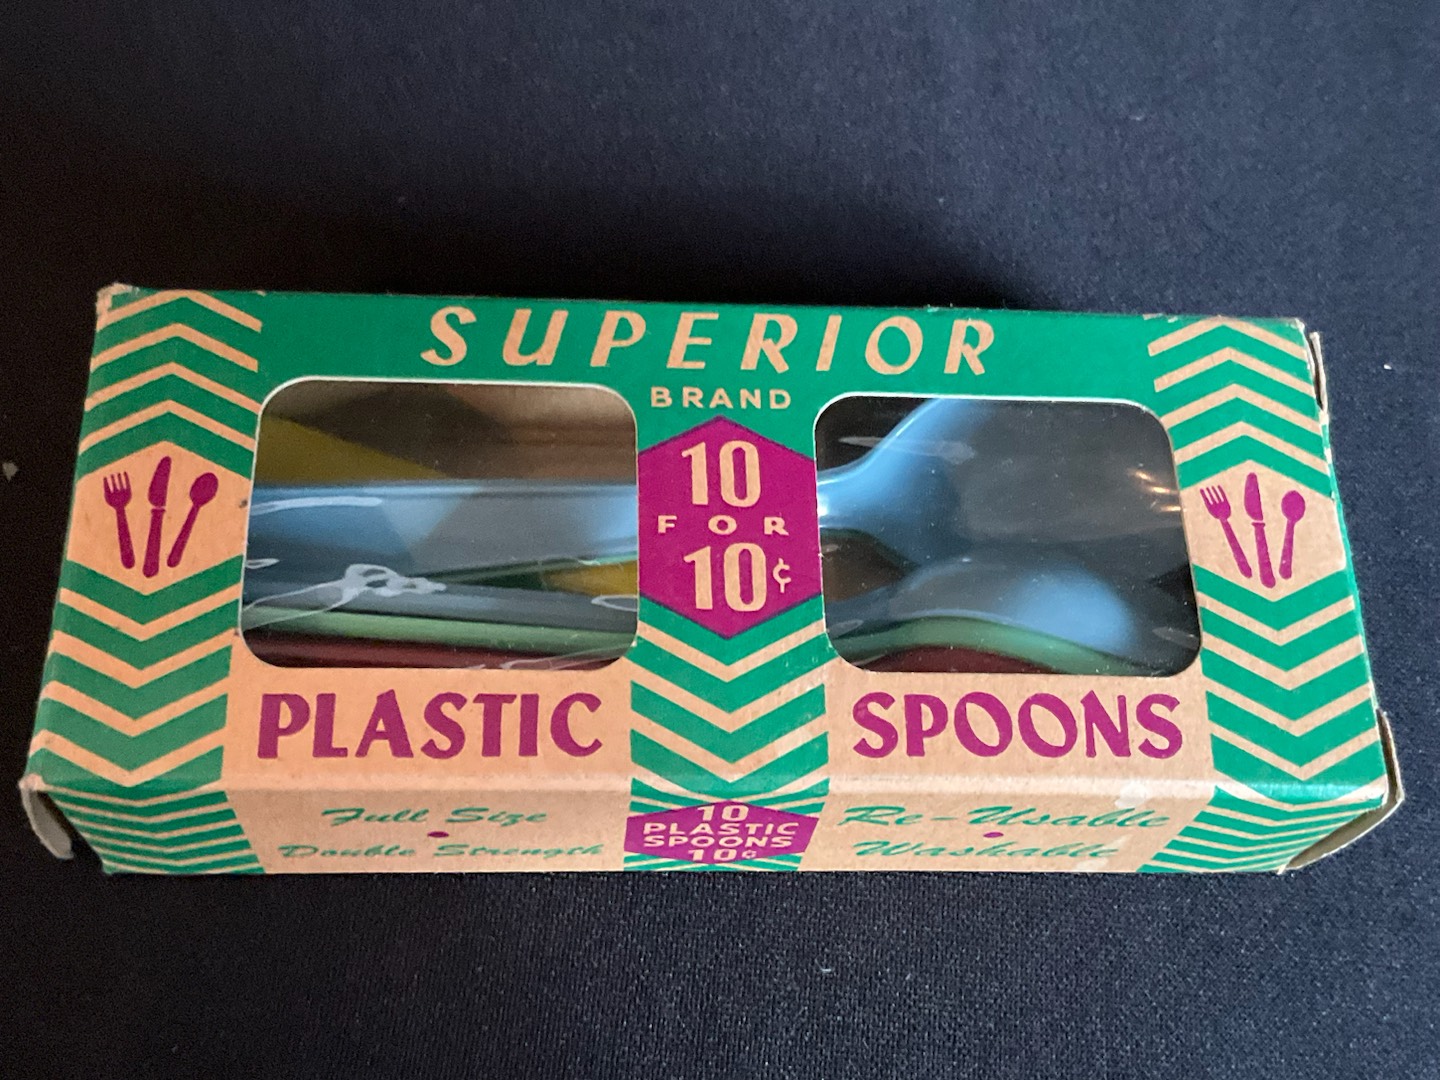 SUPERIOR
BRAND
10
FOR
10¢
PLASTIC SPOONS
Full Size
Double Strength
10
PLASTIC
SPOONS
10¢
Re-Usable
Washable